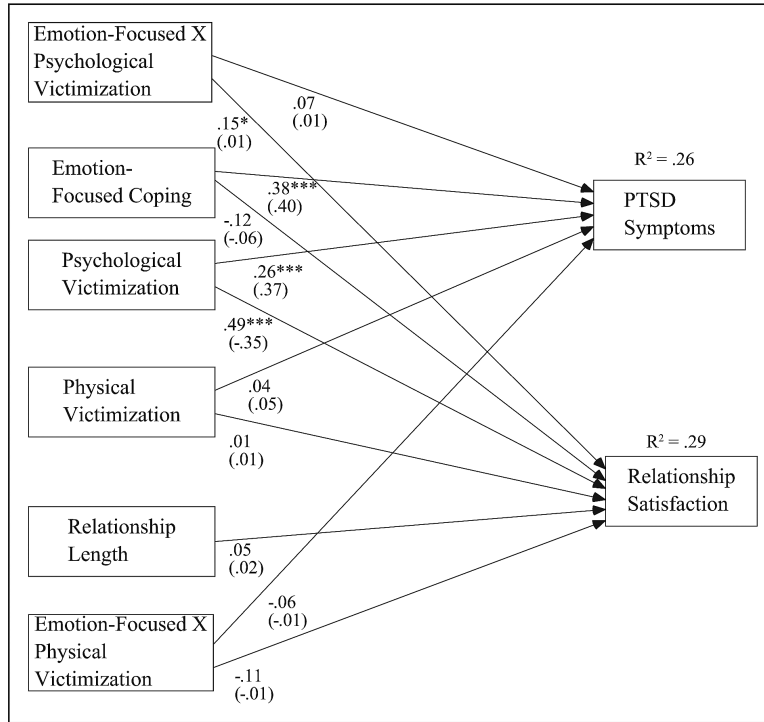 Emotion-Focused X
Psychological
Victimization
.07
(.01)
.15*
(.01)
R² = .26
Emotion-
Focused Coping
.38***
(.40)
PTSD
Symptoms
-.12
(-.06)
Psychological
Victimization
.26***
(.37)
.49***
(-.35)
Physical
Victimization
.04
(.05)
.01
(.01)
R² = .29
Relationship
Satisfaction
Relationship
Length
.05
(.02)
-.06
(-.01)
Emotion-Focused X
Physical
Victimization
-.11
(-.01)